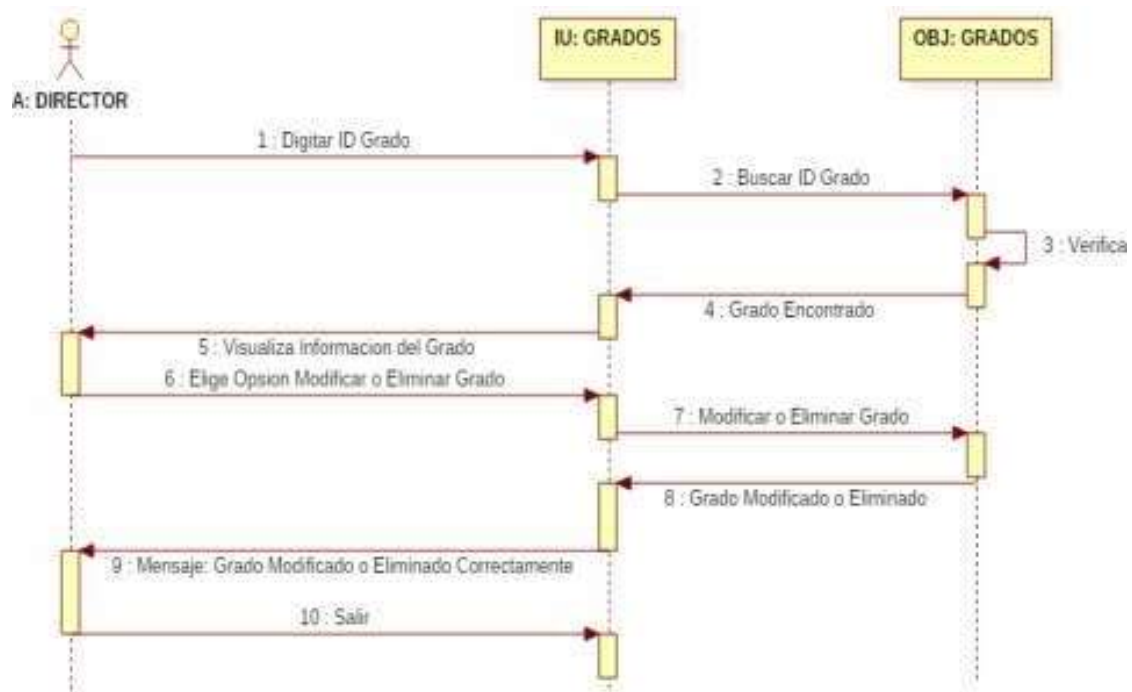 IU: GRADOS
OBJ: GRADOS
A: DIRECTOR
1 : Digitar ID Grado
2 : Buscar ID Grado
3 : Verifica
4 : Grado Encontrado
5 : Visualiza Informacion del Grado
6 : Elige Opsion Modificar o Eliminar Grado
7 : Modificar o Eliminar Grado
8 : Grado Modificado o Eliminado
9 : Mensaje: Grado Modificado o Eliminado Correctamente
10 : Salir